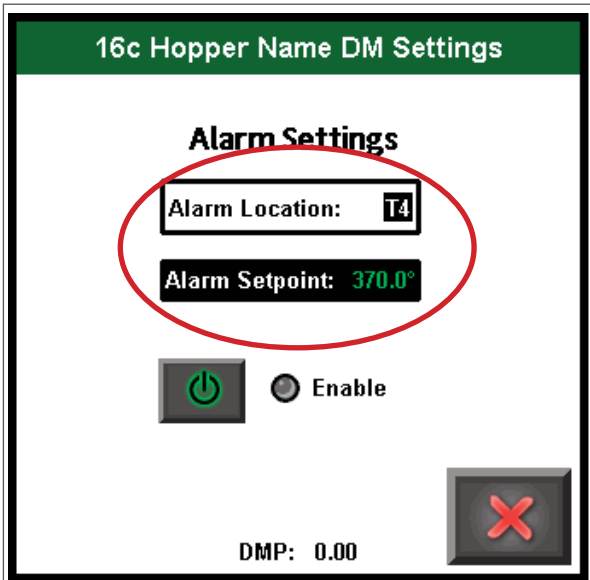 16c Hopper Name DM Settings
Alarm Settings
Alarm Location: T4
Alarm Setpoint: 370.0°
Enable
DMP: 0.00